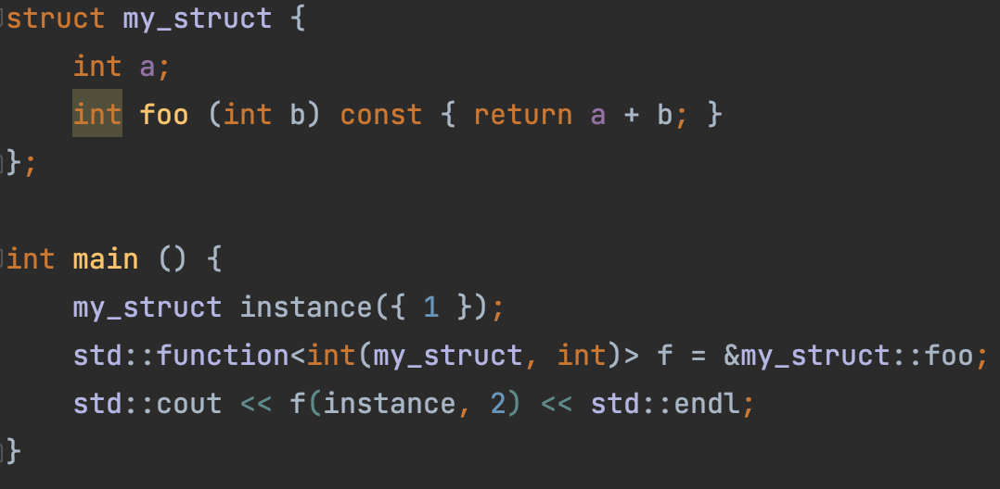 struct my_struct {
    int a;
    int foo (int b) const { return a + b; }
};

int main () {
    my_struct instance({ 1 });
    std::function<int(my_struct, int)> f = &my_struct::foo;
    std::cout << f(instance, 2) << std::endl;
}